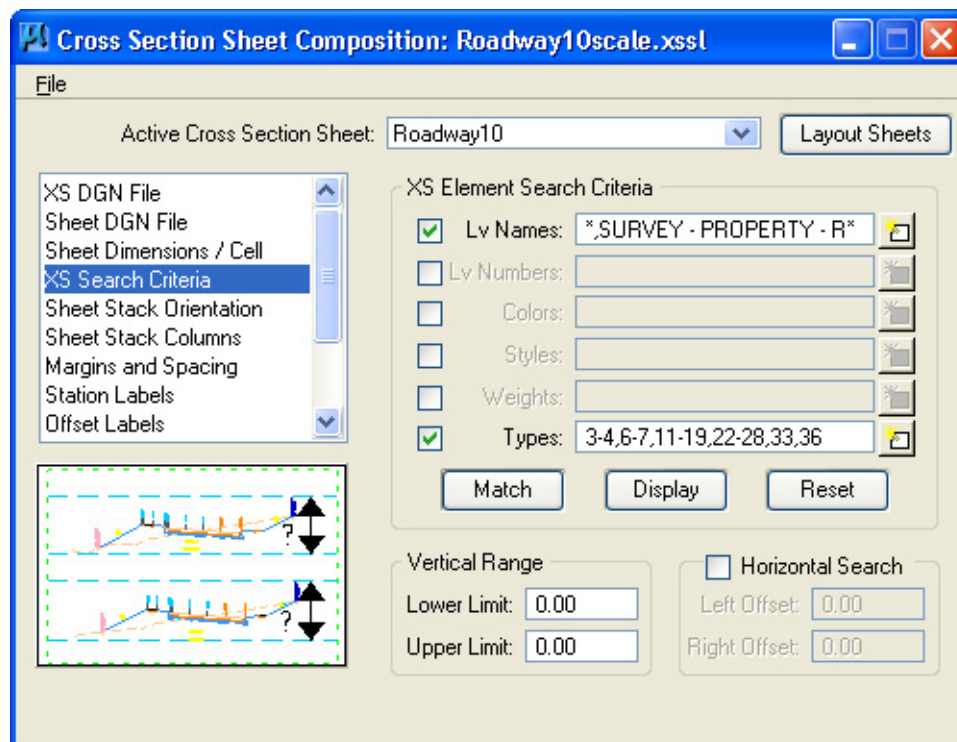 Cross Section Sheet Composition: Roadway10scale.xssl
File
Active Cross Section Sheet: Roadway10 Layout Sheets
XS DGN File
Sheet DGN File
Sheet Dimensions / Cell
XS Search Criteria
Sheet Stack Orientation
Sheet Stack Columns
Margins and Spacing
Station Labels
Offset Labels
XS Element Search Criteria
Lv Names: *,SURVEY - PROPERTY - R*
Lv Numbers:
Colors:
Styles:
Weights:
Types: 3-4,6-7,11-19,22-28,33,36
Match Display Reset
? 
?
Vertical Range
Lower Limit: 0.00
Upper Limit: 0.00
Horizontal Search
Left Offset: 0.00
Right Offset: 0.00